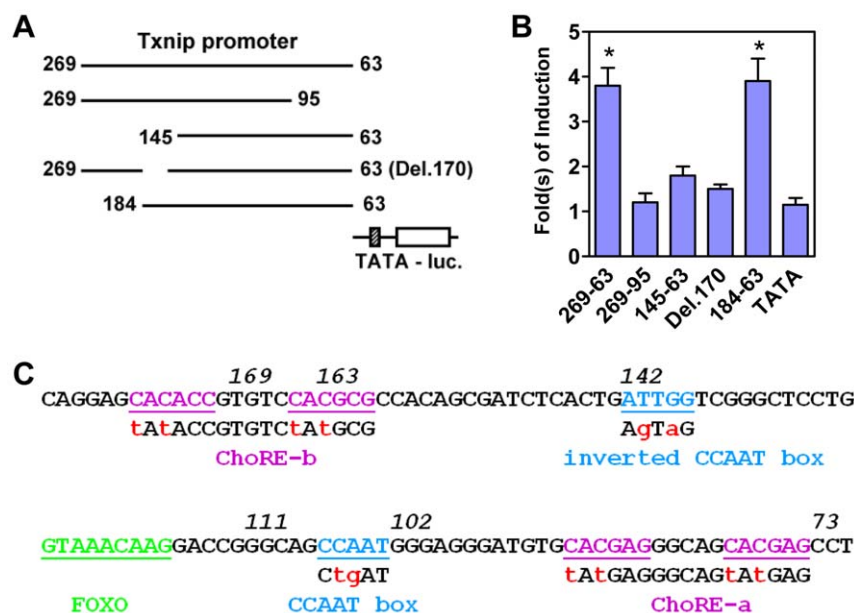 A
Txnip promoter
269 63
269 95
145 63
269 63 (Del.170)
184 63
TATA - luc.
B
*
*
Fold(s) of Induction
5
4
3
2
1
0
269-63
269-95
145-63
Del.170
184-63
TATA
C
169 163 142
CAGGAGCACACCGTGTCCACGCGCCACAGCGATCTCACTGATTGGTCGGGCTCCTG
tAtACCGTGTCtAtGCG AgTaG
ChoRE-b inverted CCAAT box
111 102 73
GTAAACAAGGACCGGGCAGCCAATGGGAGGGATGTGCACGAGGGCAGCACGAGCCT
CtgAT tAtGAGGGCAGtAtGAG
FOXO CCAAT box ChoRE-a